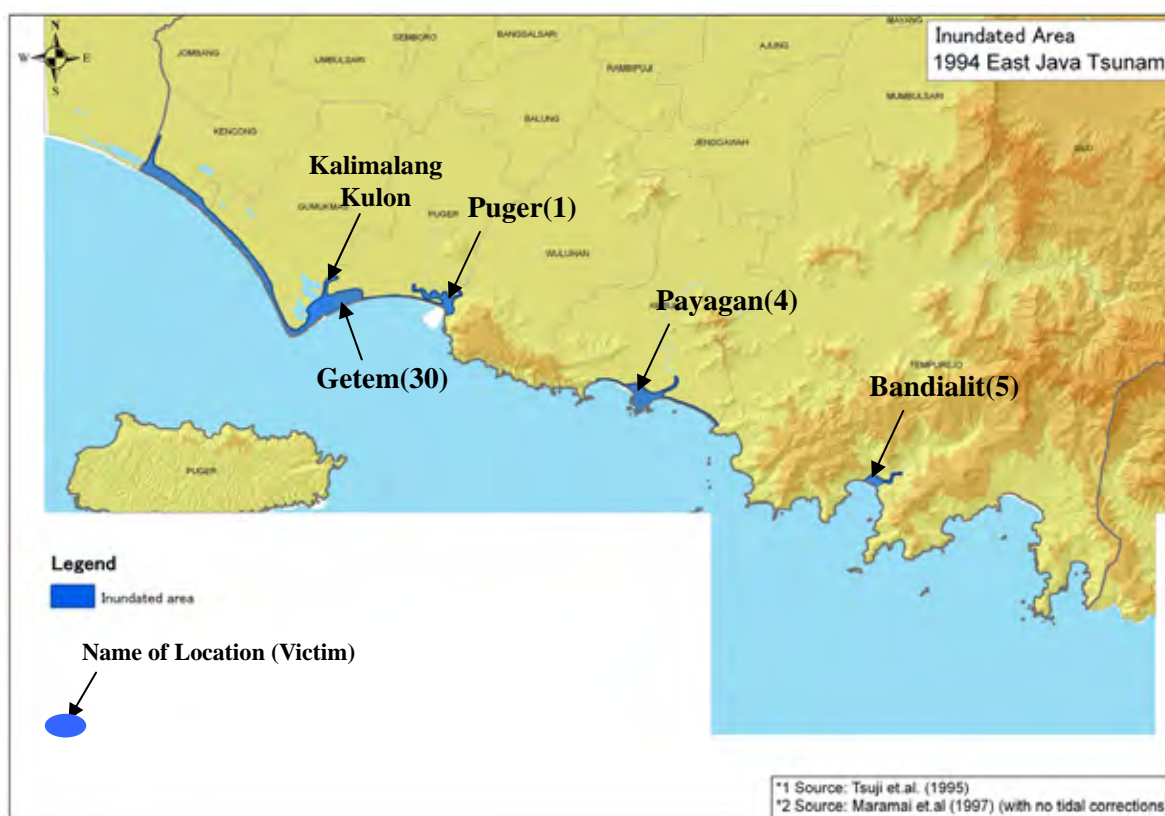 Inundated Area
1994 East Java Tsunam
N
W
E
S
JOMBANG
SEMBORO
UMBULSARI
BANGSALSARI
RAMBIPUJI
AJUNG
MAYANG
MUMBULSARI
KENCONG
BALUNG
JENGGAWAH
Kalimalang
Kulon
GUMUKMAS
PUGER
Puger(1)
WULUHAN
Payagan(4)
Getem(30)
TEMPUREJO
Bandialit(5)
PUGER
Legend
Inundated area
Name of Location (Victim)
*1 Source: Tsuji et.al. (1995)
*2 Source: Maramai et.al (1997) (with no tidal corrections